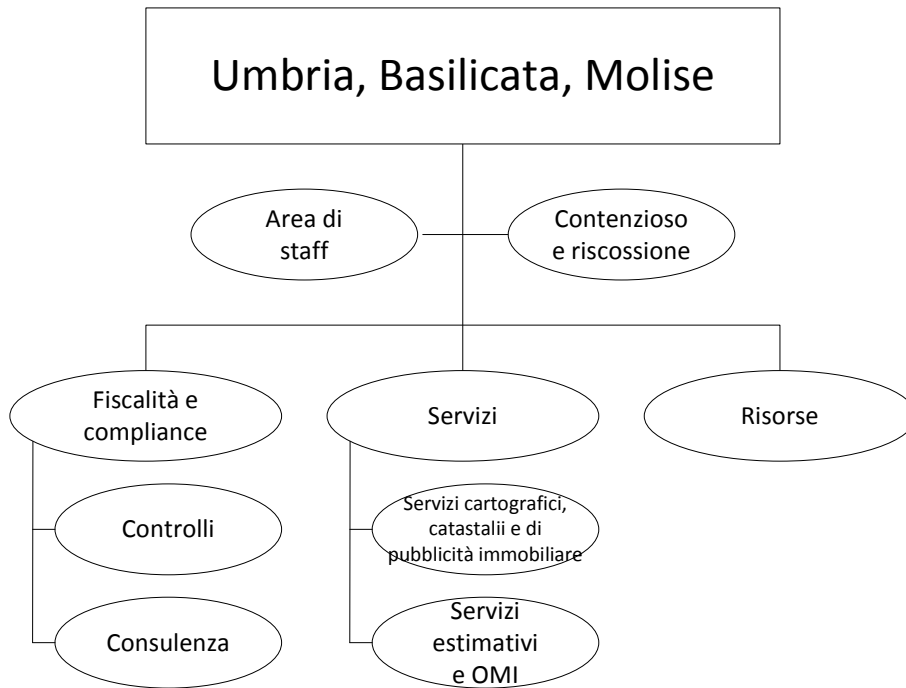 Umbria, Basilicata, Molise
Area di
staff
Contenzioso
e riscossione
Fiscalità e
compliance
Servizi
Risorse
Controlli
Servizi cartografici,
catastalii e di
pubblicità immobiliare
Consulenza
Servizi
estimativi
e OMI